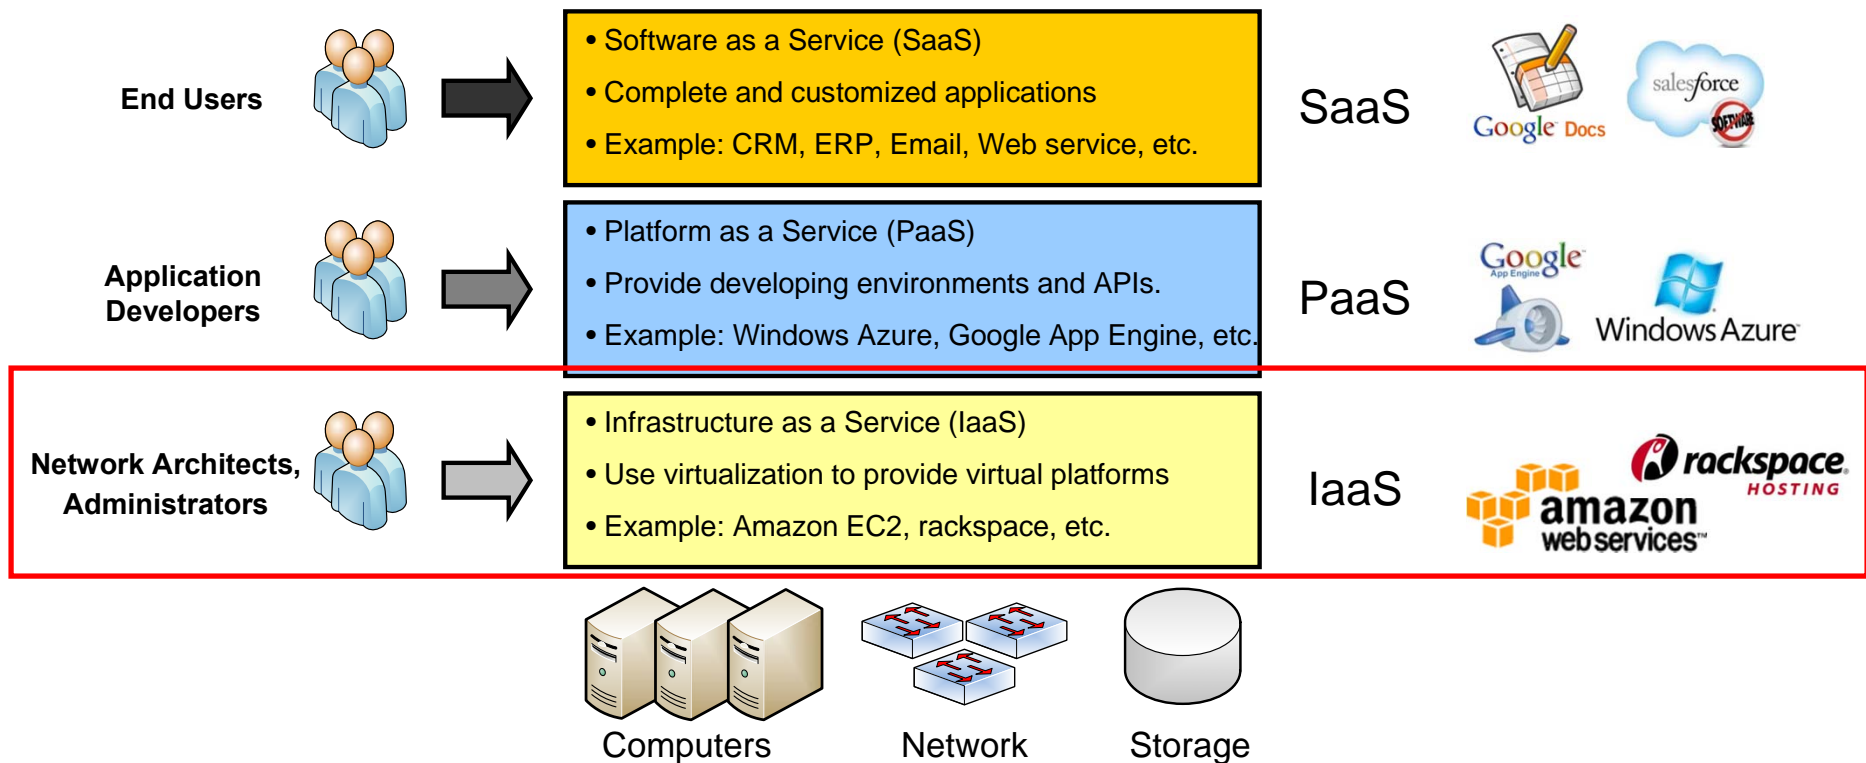 End Users
• Software as a Service (SaaS)
• Complete and customized applications
• Example: CRM, ERP, Email, Web service, etc.
SaaS
Google Docs
salesforce
SOFTWARE
Application
Developers
• Platform as a Service (PaaS)
• Provide developing environments and APIs.
• Example: Windows Azure, Google App Engine, etc.
PaaS
Google
App Engine
Windows Azure
Network Architects,
Administrators
• Infrastructure as a Service (IaaS)
• Use virtualization to provide virtual platforms
• Example: Amazon EC2, rackspace, etc.
IaaS
rackspace
HOSTING
amazon
web services™
Computers
Network
Storage